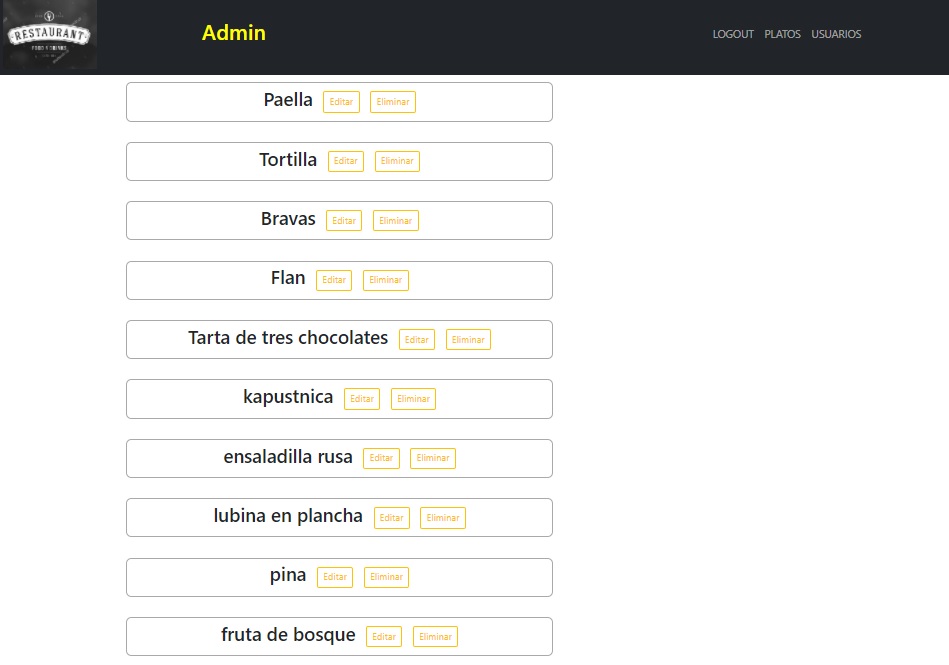 RESTAURANT
FOOD & DRINKS
Admin
LOGOUT PLATOS USUARIOS
Paella Editar Eliminar
Tortilla Editar Eliminar
Bravas Editar Eliminar
Flan Editar Eliminar
Tarta de tres chocolates Editar Eliminar
kapustnica Editar Eliminar
ensaladilla rusa Editar Eliminar
lubina en plancha Editar Eliminar
pina Editar Eliminar
fruta de bosque Editar Eliminar